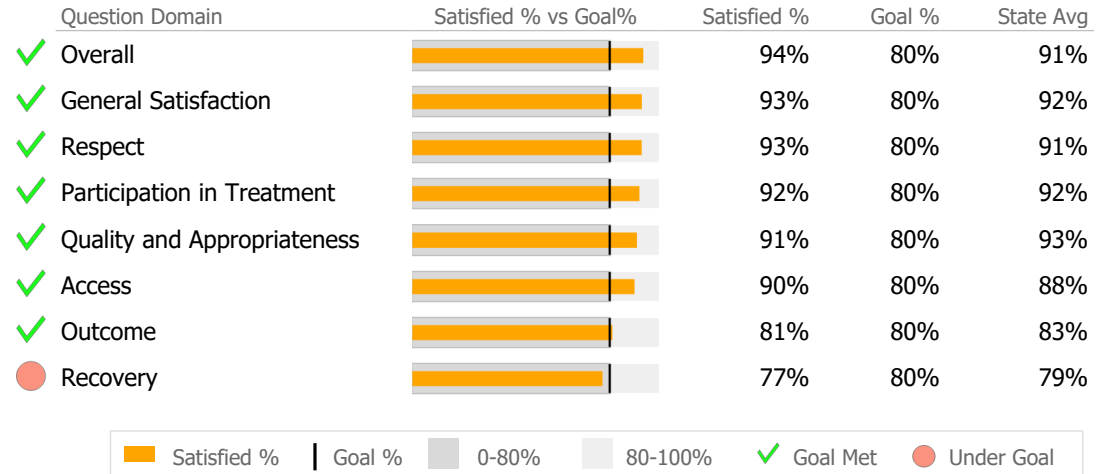 Question Domain Satisfied % vs Goal% Satisfied % Goal % State Avg
Overall 94% 80% 91%
General Satisfaction 93% 80% 92%
Respect 93% 80% 91%
Participation in Treatment 92% 80% 92%
Quality and Appropriateness 91% 80% 93%
Access 90% 80% 88%
Outcome 81% 80% 83%
Recovery 77% 80% 79%
Satisfied % Goal % 0-80% 80-100% Goal Met Under Goal